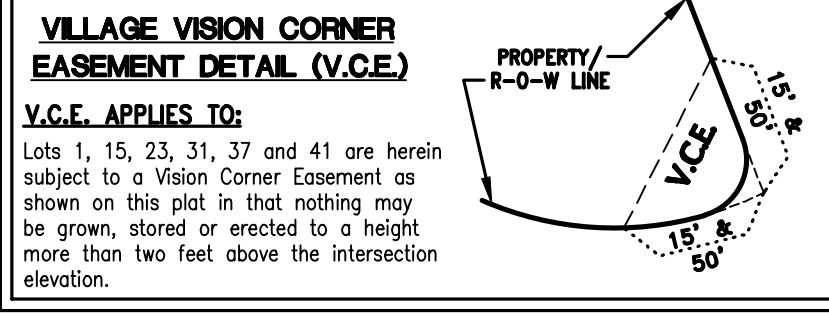 VILLAGE VISION CORNER
EASEMENT DETAIL (V.C.E.)
V.C.E. APPLIES TO:
Lots 1, 15, 23, 31, 37 and 41 are herein
subject to a Vision Corner Easement as
shown on this plat in that nothing may
be grown, stored or erected to a height
more than two feet above the intersection
elevation.
PROPERTY/
R-O-W LINE
15' &
50'
V.C.E.
15' &
50'